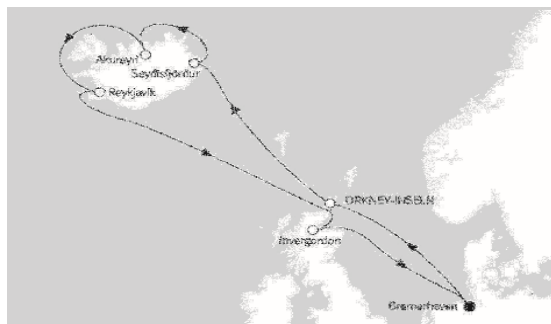 Akureyri
Seydisfjördur
Reykjavik
ORKNEY-INSELN
Invergordon
Bremerhaven